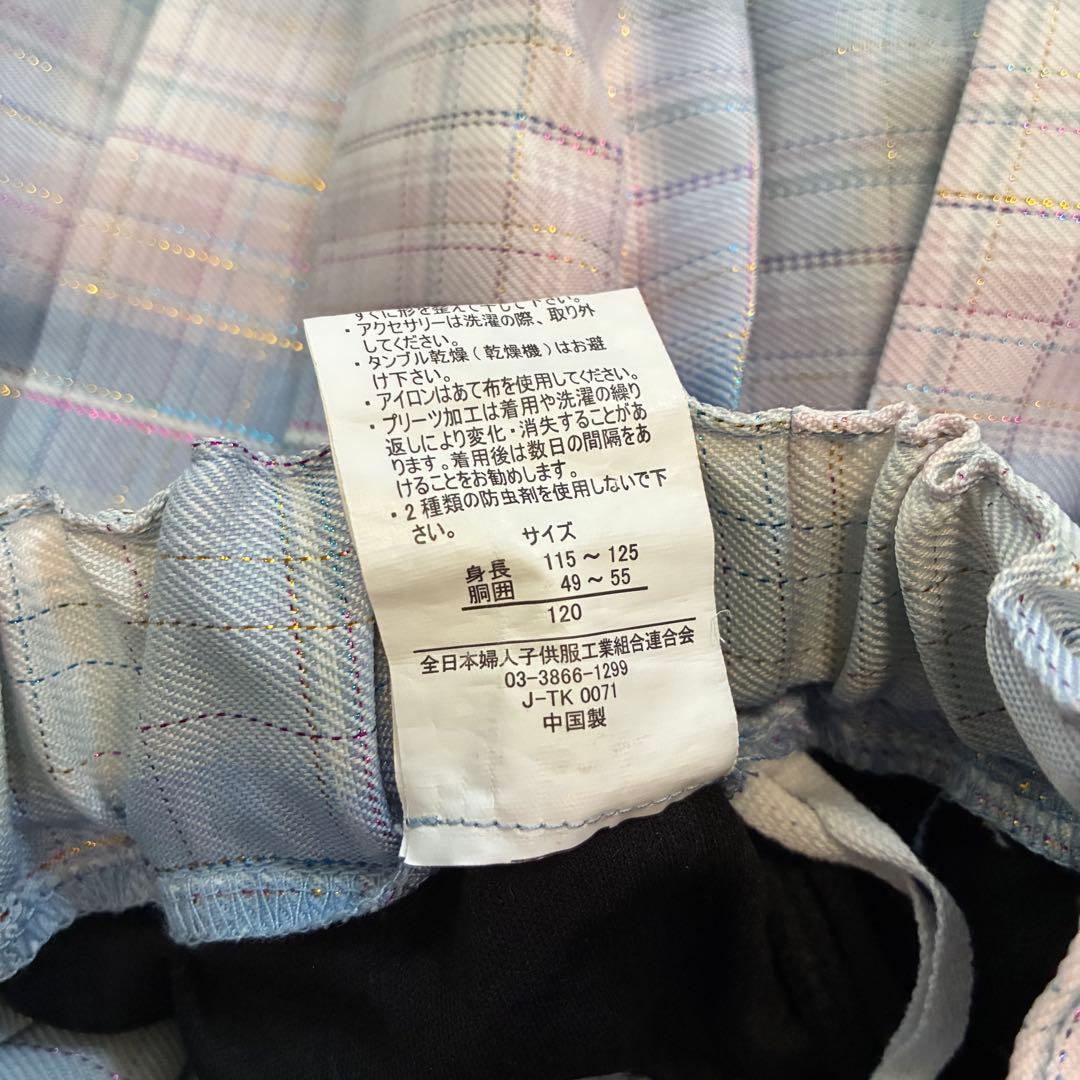 すぐに形を整えて干して下さい。
・アクセサリーは洗濯の際、取り外
してください。
・タンブル乾燥(乾燥機)はお避
け下さい。
・アイロンはあて布を使用してください。
・プリーツ加工は着用や洗濯の繰り
返しにより変化・消失することがあ
ります。着用後は数日の間隔をあ
けることをお勧めします。
・2種類の防虫剤を使用しないで下
さい。
サイズ
身長 115～125
胴囲 49～55
120
全日本婦人子供服工業組合連合会
03-3866-1299
J-TK 0071
中国製